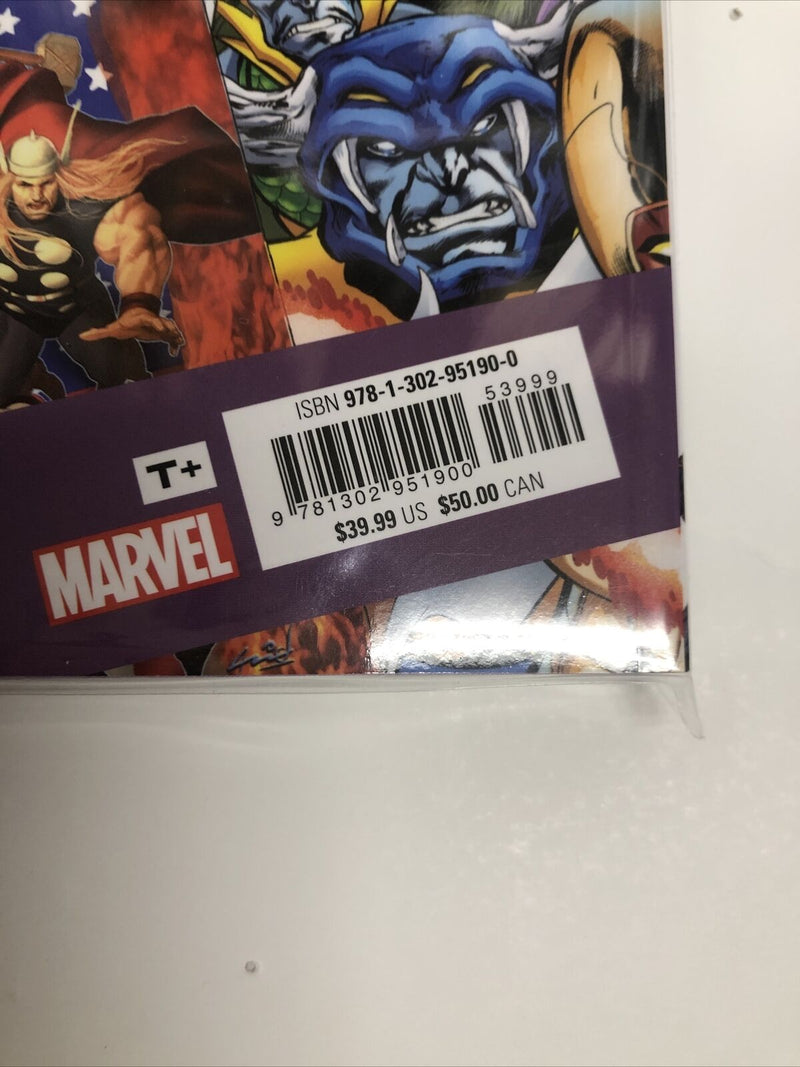 ISBN 978-1-302-95190-0
53999
9 781302 951900
$39.99 US $50.00 CAN
T+
MARVEL